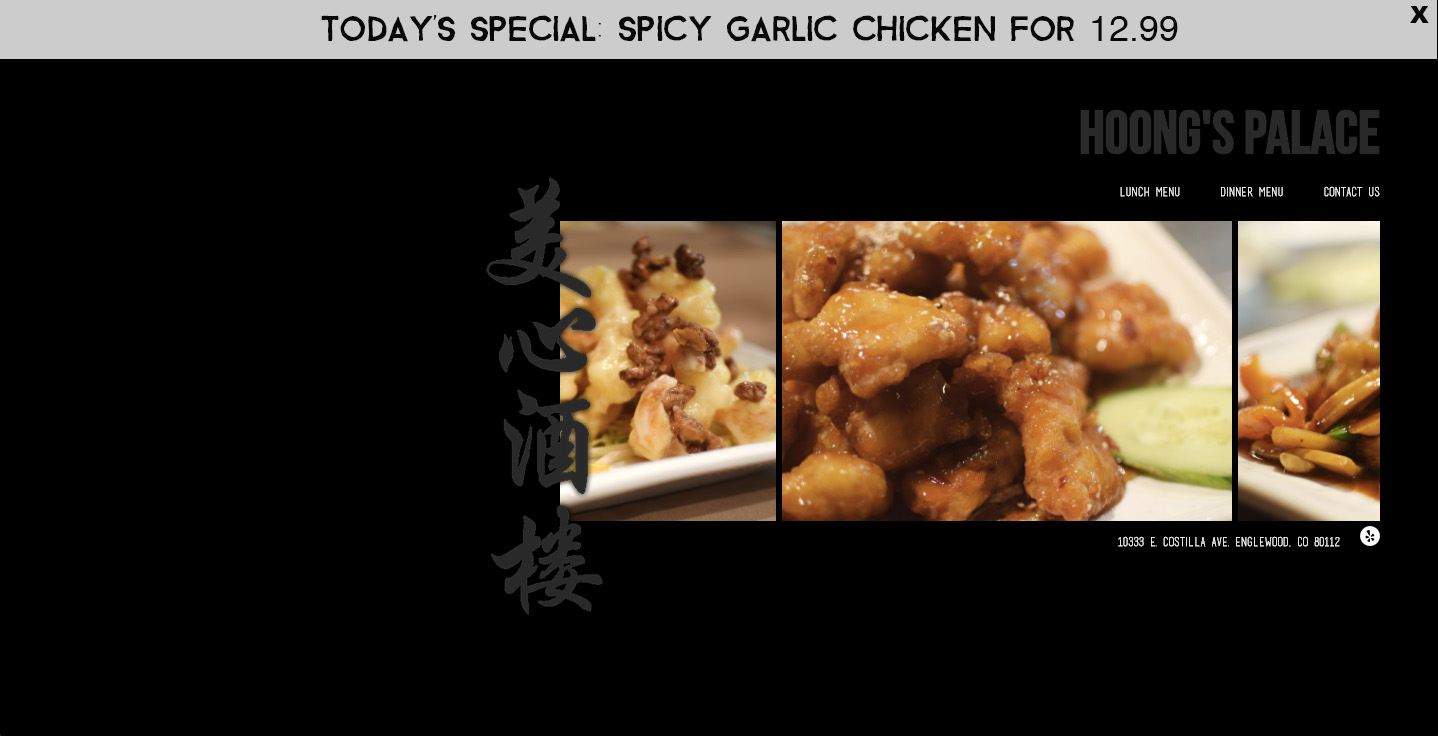 TODAY'S SPECIAL: SPICY GARLIC CHICKEN FOR 12.99
X
HOONG'S PALACE
LUNCH MENU DINNER MENU CONTACT US
美心酒楼
10333 E. COSTILLA AVE. ENGLEWOOD, CO 80112